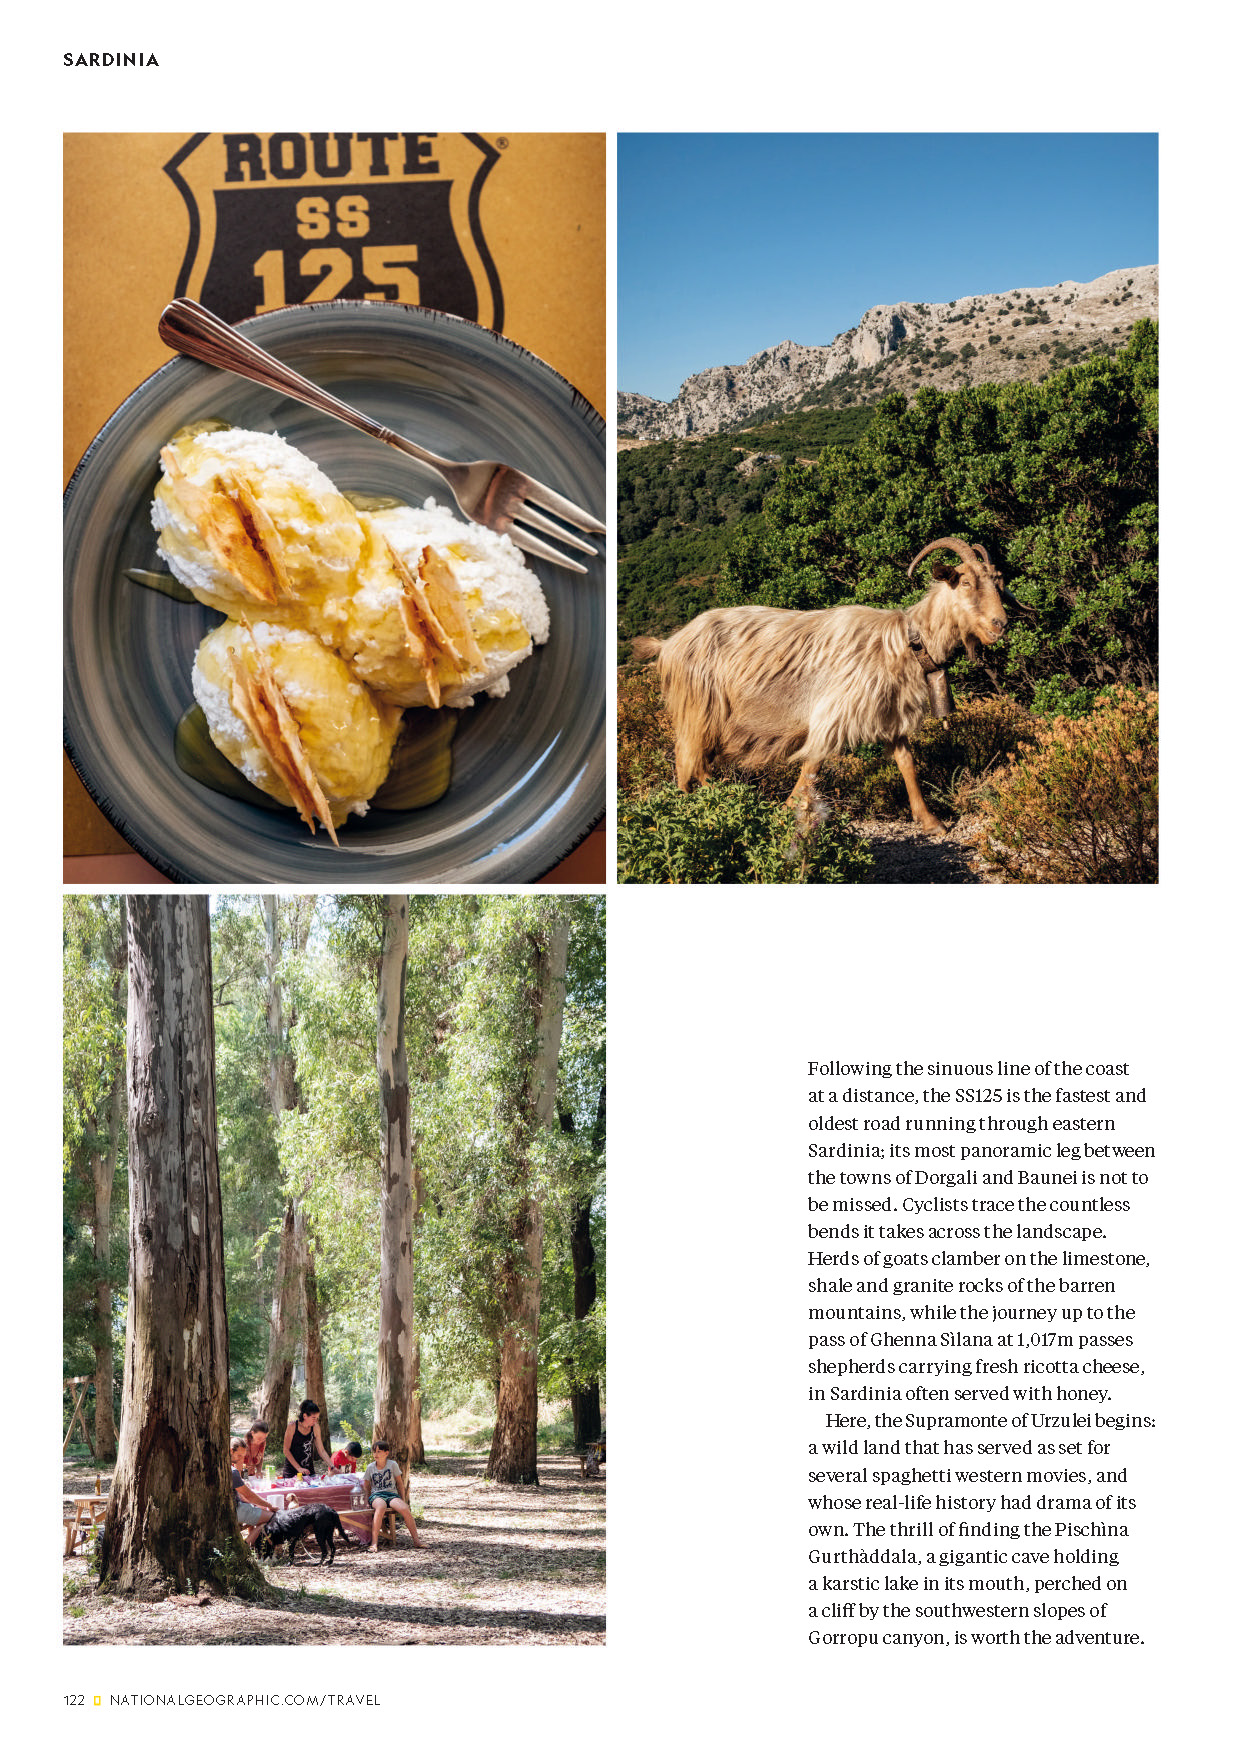 SARDINIA
ROUTE
®
SS
125
Following the sinuous line of the coast
at a distance, the SS125 is the fastest and
oldest road running through eastern
Sardinia; its most panoramic leg between
the towns of Dorgali and Baunei is not to
be missed. Cyclists trace the countless
bends it takes across the landscape.
Herds of goats clamber on the limestone,
shale and granite rocks of the barren
mountains, while the journey up to the
pass of Ghenna Sìlana at 1,017m passes
shepherds carrying fresh ricotta cheese,
in Sardinia often served with honey.
Here, the Supramonte of Urzulei begins:
a wild land that has served as set for
several spaghetti western movies, and
whose real-life history had drama of its
own. The thrill of finding the Pischìna
Gurthàddala, a gigantic cave holding
a karstic lake in its mouth, perched on
a cliff by the southwestern slopes of
Gorropu canyon, is worth the adventure.
122 NATIONALGEOGRAPHIC.COM/TRAVEL